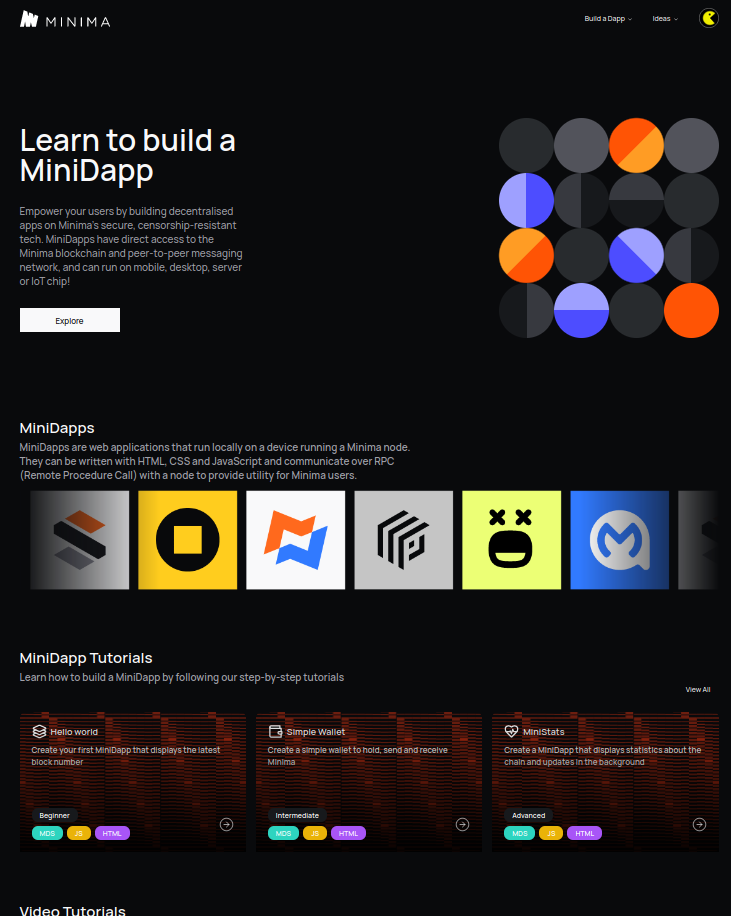 MINIMA
Build a Dapp
Ideas
Learn to build a
MiniDapp
Empower your users by building decentralised
apps on Minima's secure, censorship-resistant
tech. MiniDapps have direct access to the
Minima blockchain and peer-to-peer messaging
network, and can run on mobile, desktop, server
or IoT chip!
Explore
MiniDapps
MiniDapps are web applications that run locally on a device running a Minima node.
They can be written with HTML, CSS and JavaScript and communicate over RPC
(Remote Procedure Call) with a node to provide utility for Minima users.
MiniDapp Tutorials
Learn how to build a MiniDapp by following our step-by-step tutorials
View All
Hello world
Create your first MiniDapp that displays the latest
block number
Beginner
MDS JS HTML
Simple Wallet
Create a simple wallet to hold, send and receive
Minima
Intermediate
MDS JS HTML
MiniStats
Create a MiniDapp that displays statistics about the
chain and updates in the background
Advanced
MDS JS HTML
Video Tutorials